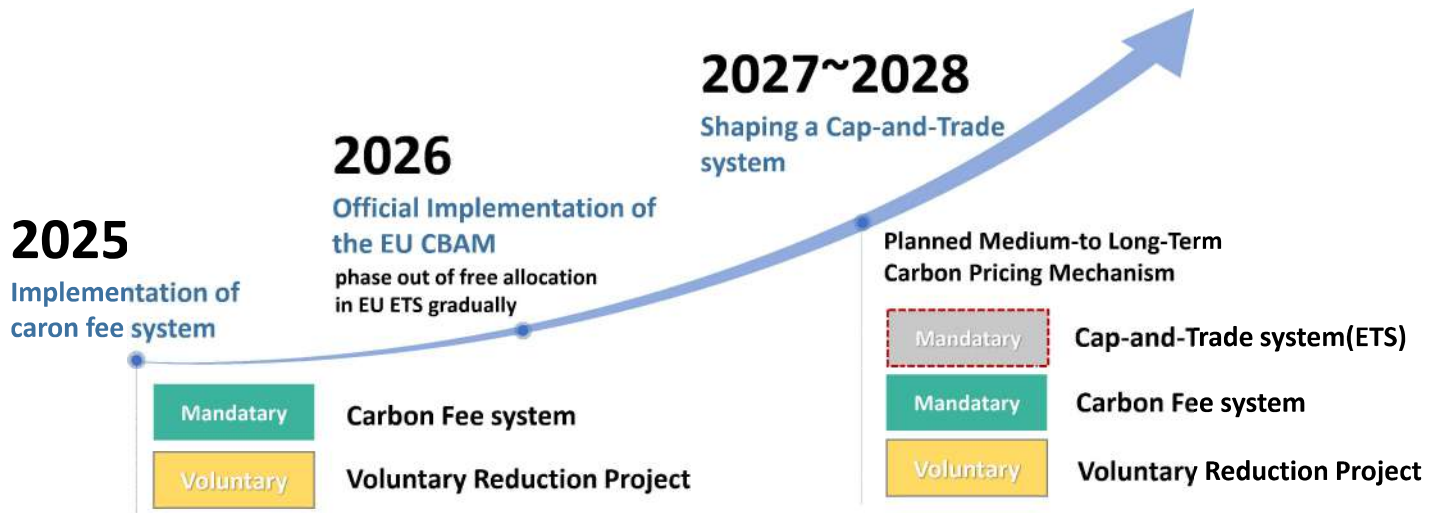 2025
Implementation of
caron fee system
Mandatary
Carbon Fee system
Voluntary
Voluntary Reduction Project
2026
Official Implementation of
the EU CBAM
phase out of free allocation
in EU ETS gradually
2027~2028
Shaping a Cap-and-Trade
system
Planned Medium-to Long-Term
Carbon Pricing Mechanism
Mandatary
Cap-and-Trade system(ETS)
Mandatary
Carbon Fee system
Voluntary
Voluntary Reduction Project